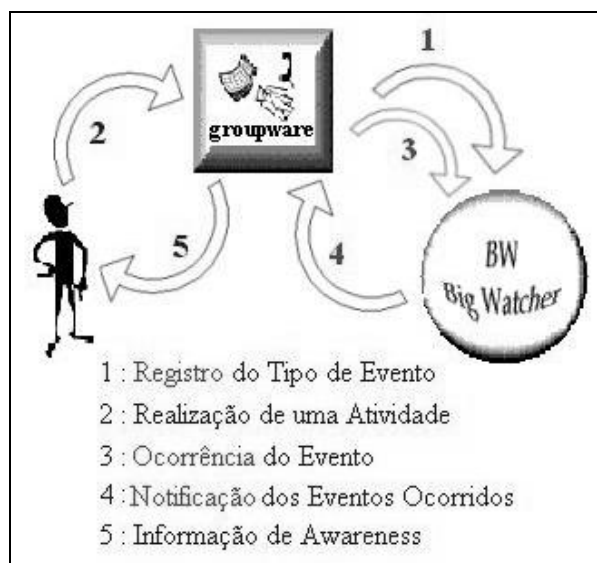 1
groupware
2
3
BW
Big Watcher
5
4
1 : Registro do Tipo de Evento
2 : Realização de uma Atividade
3 : Ocorrência do Evento
4 : Notificação dos Eventos Ocorridos
5 : Informação de Awareness